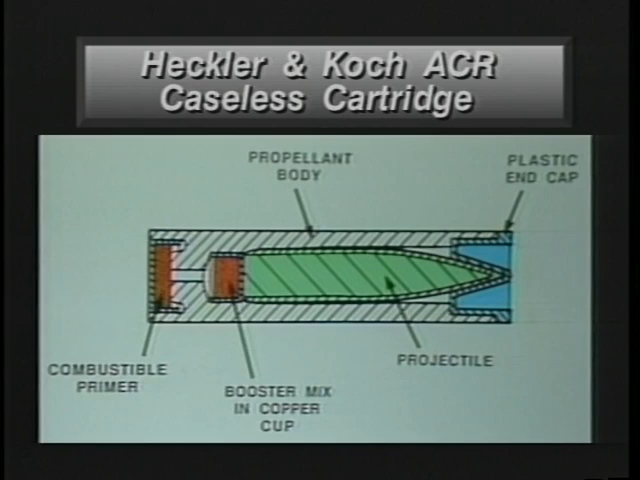 Heckler & Koch ACR
Caseless Cartridge
PROPELLANT
BODY
PLASTIC
END CAP
COMBUSTIBLE
PRIMER
BOOSTER MIX
IN COPPER
CUP
PROJECTILE